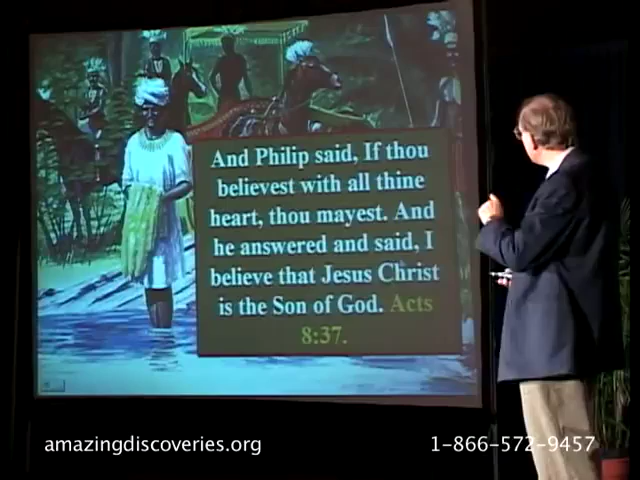 And Philip said, If thou
believest with all thine
heart, thou mayest. And
he answered and said, I
believe that Jesus Christ
is the Son of God. Acts
8:37.
amazingdiscoveries.org
1-866-572-9457